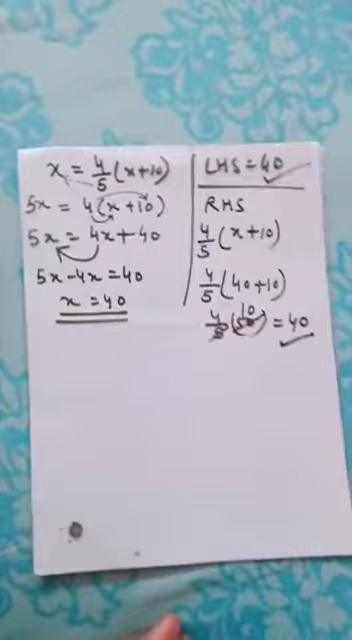 x = 4/5 (x+10)
5x = 4(x+10)
5x = 4x+40
5x-4x=40
x = 40
LHS = 40
RHS
4/5 (x+10)
4/5 (40+10)
4/5 (50) 10 = 40